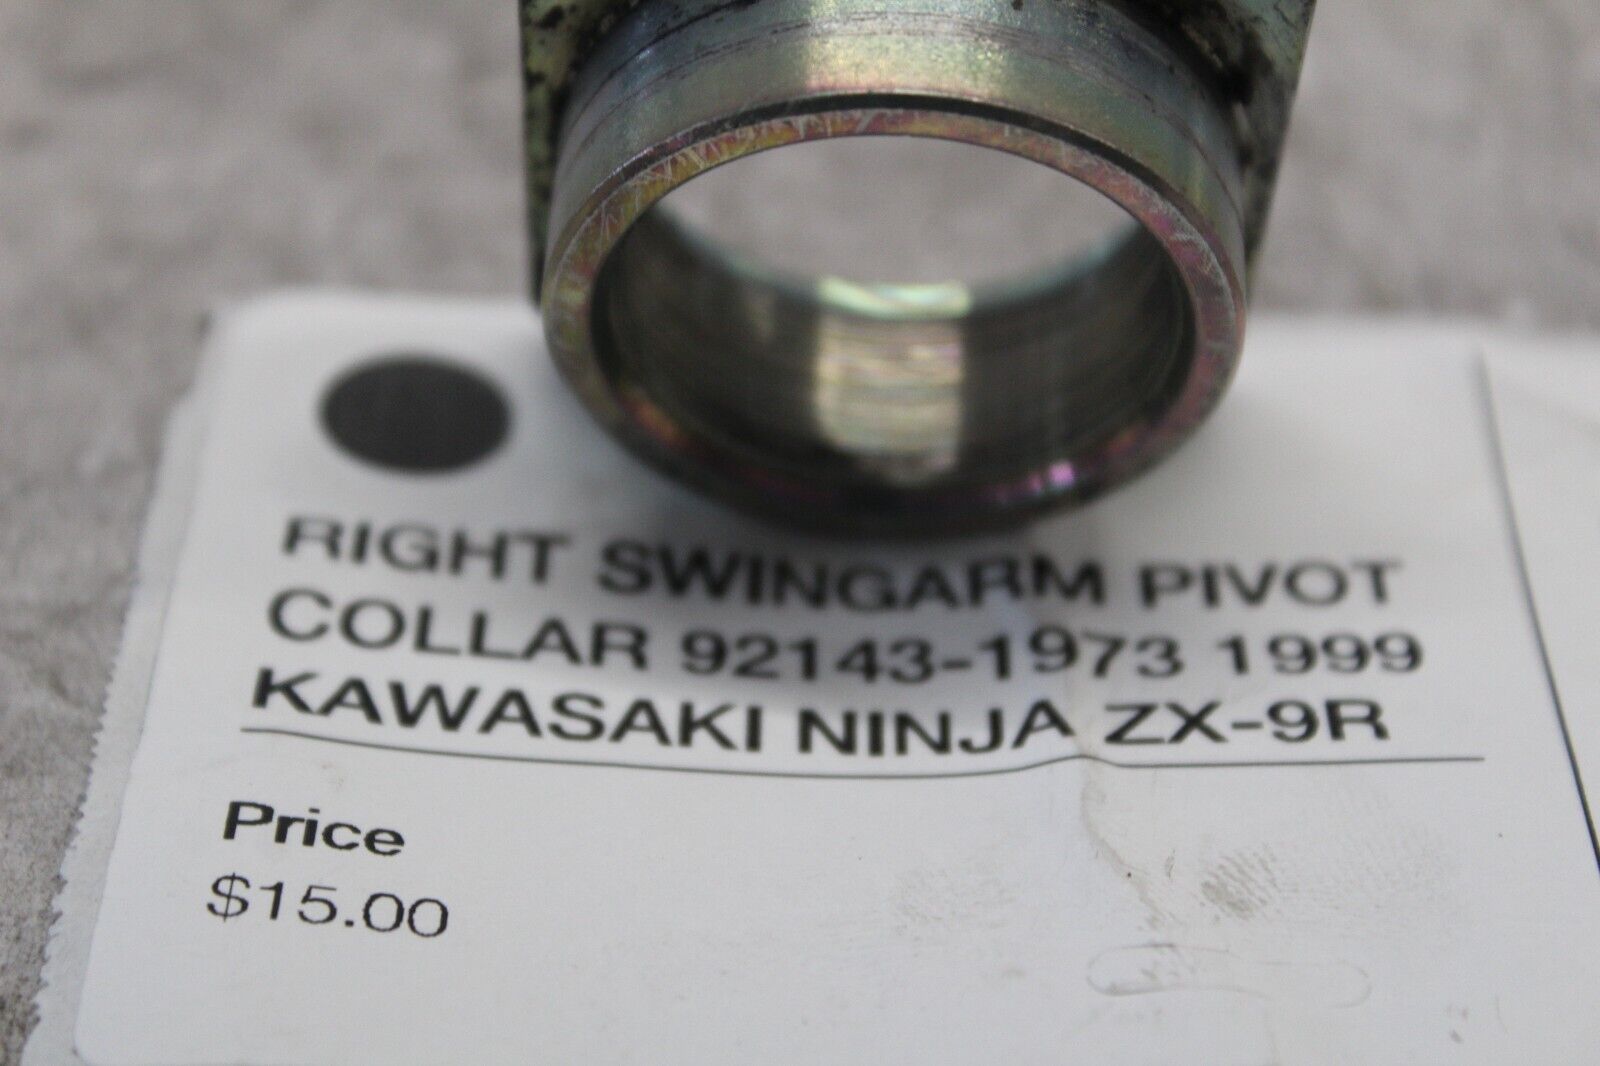 RIGHT SWINGARM PIVOT
COLLAR 92143-1973 1999
KAWASAKI NINJA ZX-9R
Price
$15.00